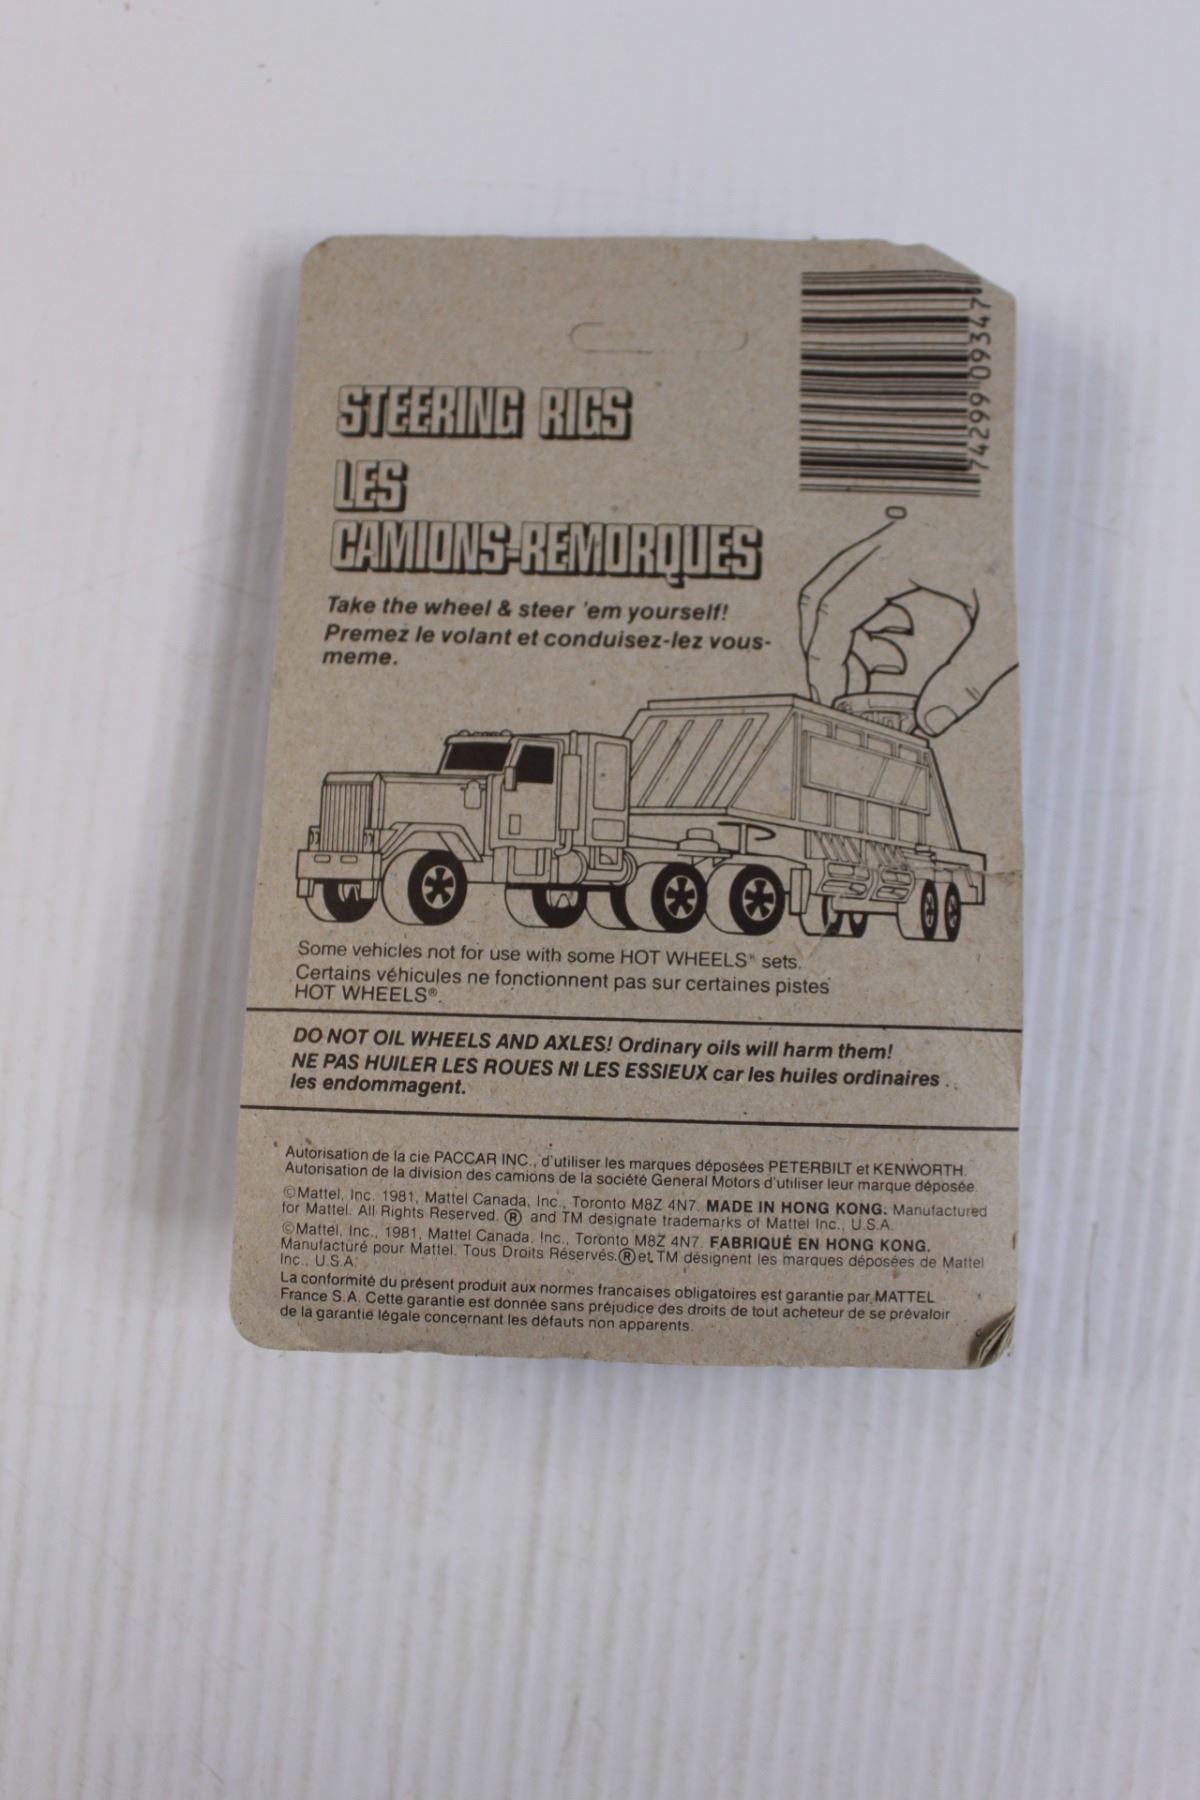 STEERING RIGS
LES
CAMIONS-REMORQUES
Take the wheel & steer 'em yourself!
Premez le volant et conduisez-lez vous-
meme.
74299 09347
0
Some vehicles not for use with some HOT WHEELS® sets.
Certains véhicules ne fonctionnent pas sur certaines pistes
HOT WHEELS®.
DO NOT OIL WHEELS AND AXLES! Ordinary oils will harm them!
NE PAS HUILER LES ROUES NI LES ESSIEUX car les huiles ordinaires
les endommagent.
Autorisation de la cie PACCAR INC., d'utiliser les marques déposées PETERBILT et KENWORTH.
Autorisation de la division des camions de la société General Motors d'utiliser leur marque déposée.
©Mattel, Inc. 1981, Mattel Canada, Inc., Toronto M8Z 4N7. MADE IN HONG KONG. Manufactured
for Mattel. All Rights Reserved. ® and TM designate trademarks of Mattel Inc., U.S.A.
©Mattel, Inc., 1981, Mattel Canada, Inc., Toronto M8Z 4N7. FABRIQUÉ EN HONG KONG.
Manufacturé pour Mattel. Tous Droits Réservés.® et TM désignent les marques déposées de Mattel
Inc., U.S.A.
La conformité du présent produit aux normes francaises obligatoires est garantie par MATTEL
France S.A. Cette garantie est donnée sans préjudice des droits de tout acheteur de se prévaloir
de la garantie légale concernant les défauts non apparents.